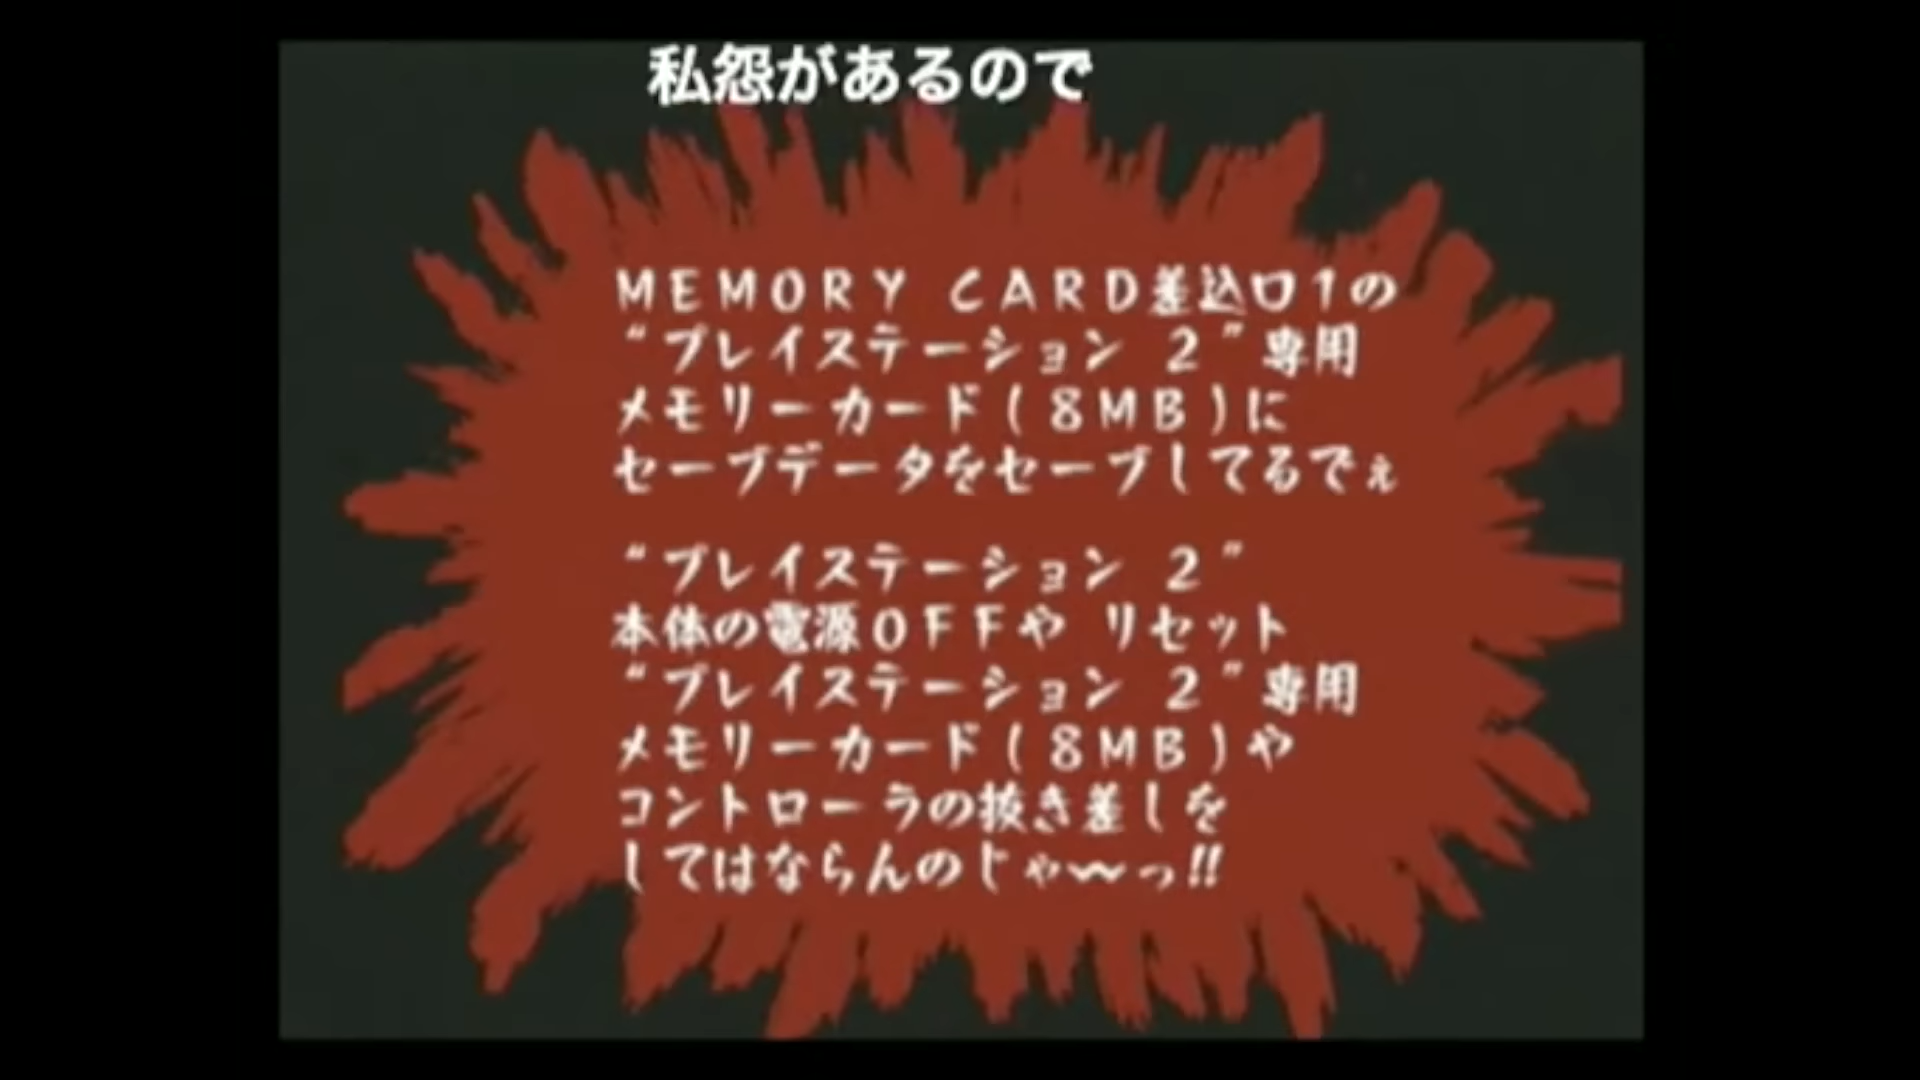 私怨があるので
MEMORY CARD差込口1の
“プレイステーション 2”専用
メモリーカード(8MB)に
セーブデータをセーブしてるでぇ
“プレイステーション 2”
本体の電源OFFや リセット
“プレイステーション 2”専用
メモリーカード(8MB)や
コントローラの抜き差しを
してはならんのじゃ〜っ!!